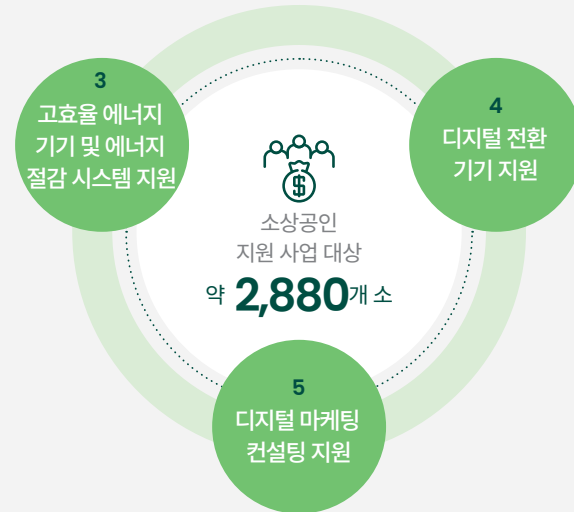 3
고효율 에너지
기기 및 에너지
절감 시스템 지원
4
디지털 전환
기기 지원
소상공인
지원 사업 대상
약 2,880개 소
5
디지털 마케팅
컨설팅 지원